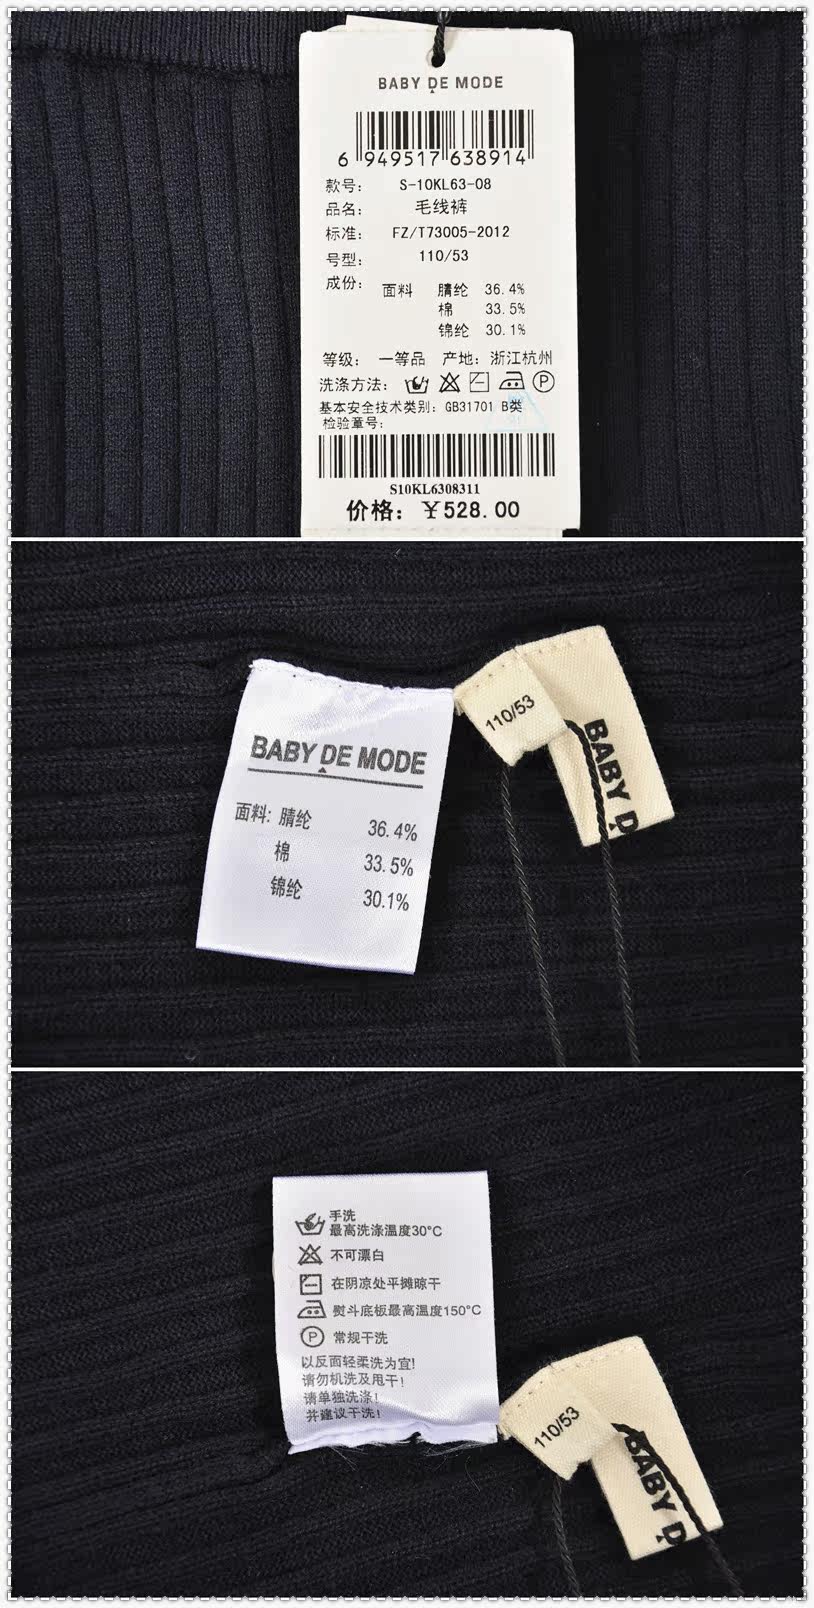 BABY DE MODE
6 949517 638914
款号: S-10KL63-08
品名: 毛线裤
标准: FZ/T73005-2012
号型: 110/53
成份: 面料 腈纶 36.4%
棉 33.5%
锦纶 30.1%
等级: 一等品 产地: 浙江杭州
洗涤方法: P
基本安全技术类别: GB31701 B类
检验章号:
S10KL6308311
价格: ¥528.00
BABY DE MODE
面料: 腈纶 36.4%
棉 33.5%
锦纶 30.1%
110/53
BABY D
手洗
最高洗涤温度30°C
不可漂白
在阴凉处平摊晾干
熨斗底板最高温度150°C
P 常规干洗
以反面轻柔洗为宜!
请勿机洗及甩干!
请单独洗涤!
并建议干洗!
110/53
BABY D